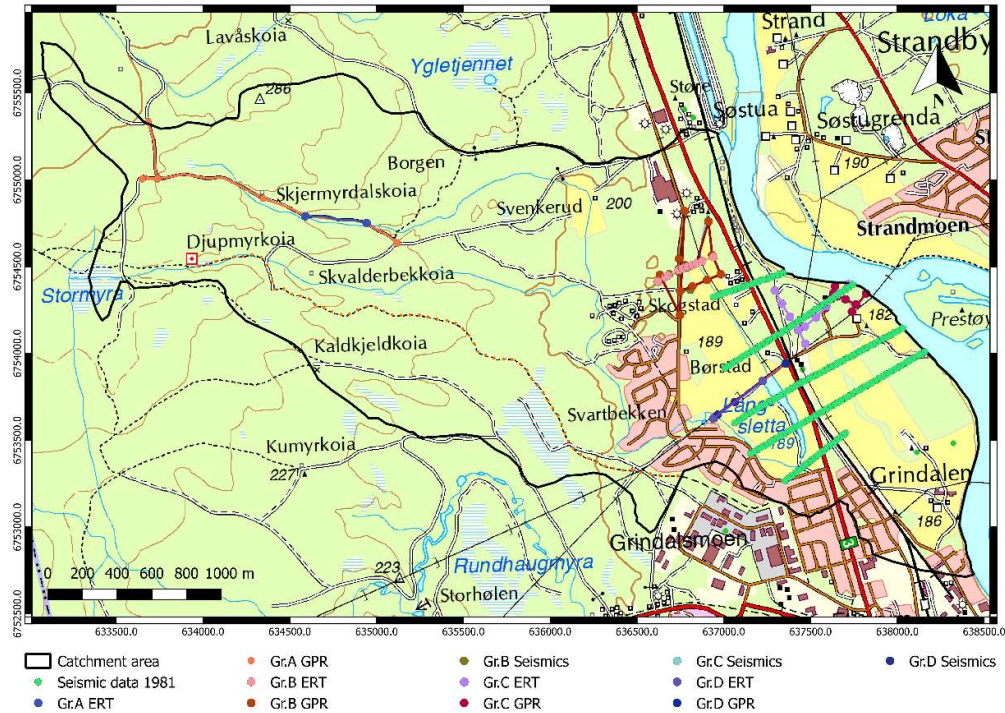 Lavåskoia
Strand
Loka
Strandby
Ygletjennet
286
Støre
N
Søstua
Søstugrenda
Borgen
190
Skjermyrdalskoia
Svenkerud
200
Strandmoen
Djupmyrkoia
Skvalderbekkoia
Stormyra
Skogstad
182
Prestøy
Kaldkjeldkoia
189
Børstad
Svartbekken
Lang-
sletta
189
Kumyrkoia
227
Grindalen
186
Grindalsmoen
3
223
Rundhaugmyra
Storhølen
0 200 400 600 800 1000 m
6755500.0
6755000.0
6754500.0
6754000.0
6753500.0
6753000.0
6752500.0
633500.0 634000.0 634500.0 635000.0 635500.0 636000.0 636500.0 637000.0 637500.0 638000.0 638500.0
Catchment area
Seismic data 1981
Gr.A ERT
Gr.A GPR
Gr.B ERT
Gr.B GPR
Gr.B Seismics
Gr.C ERT
Gr.C GPR
Gr.C Seismics
Gr.D ERT
Gr.D GPR
Gr.D Seismics